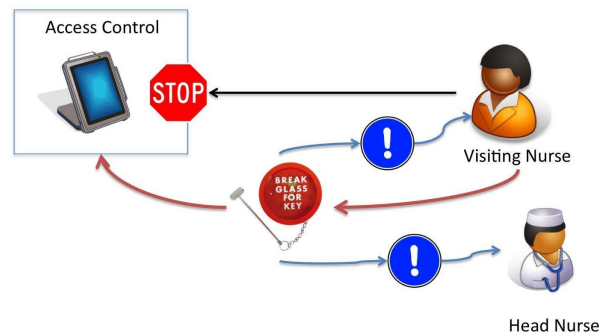 Access Control
STOP
Visiting Nurse
BREAK
GLASS
FOR
KEY
Head Nurse